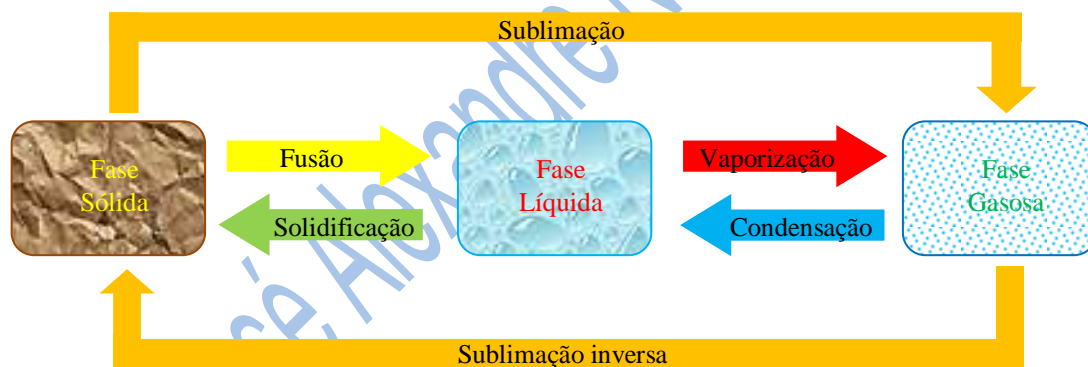 Sublimação
Fase
Sólida
Fusão
Solidificação
Fase
Líquida
Vaporização
Condensação
Fase
Gasosa
Sublimação inversa